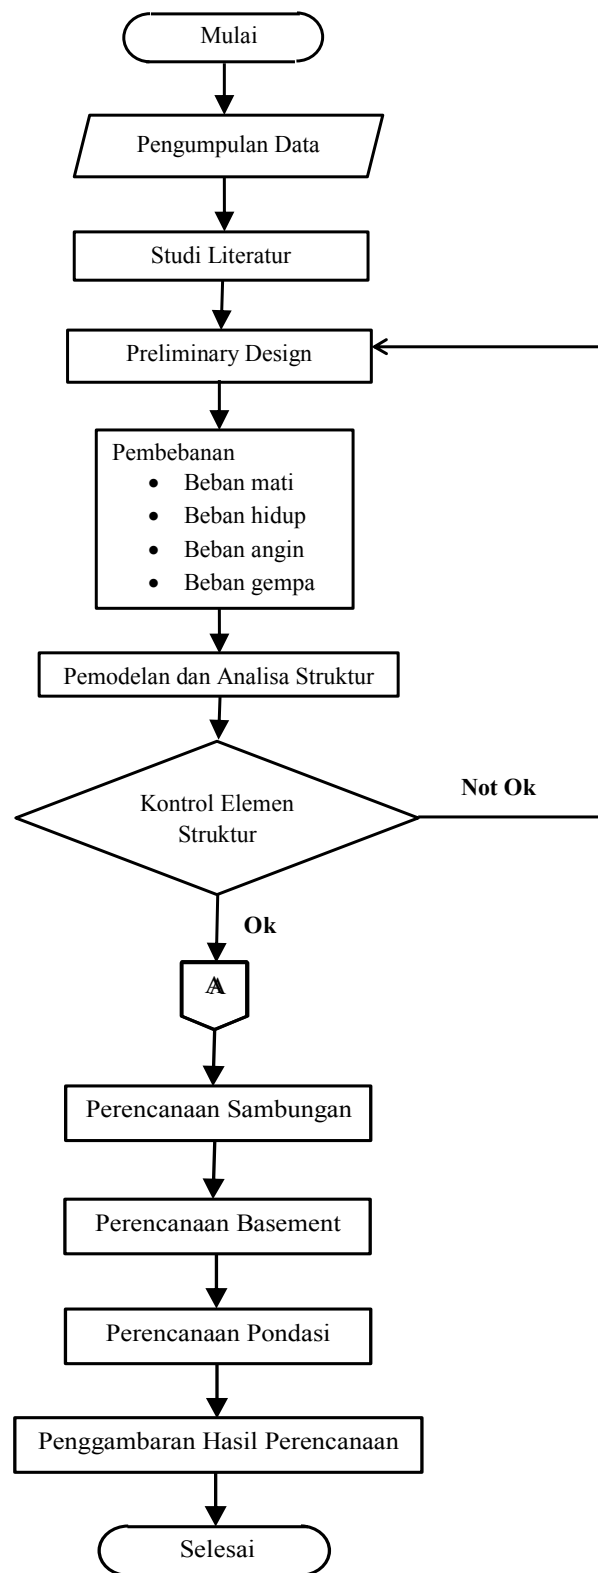 Mulai
Pengumpulan Data
Studi Literatur
Preliminary Design
Pembebanan
• Beban mati
• Beban hidup
• Beban angin
• Beban gempa
Pemodelan dan Analisa Struktur
Kontrol Elemen
Struktur
Not Ok
Ok
A
Perencanaan Sambungan
Perencanaan Basement
Perencanaan Pondasi
Penggambaran Hasil Perencanaan
Selesai